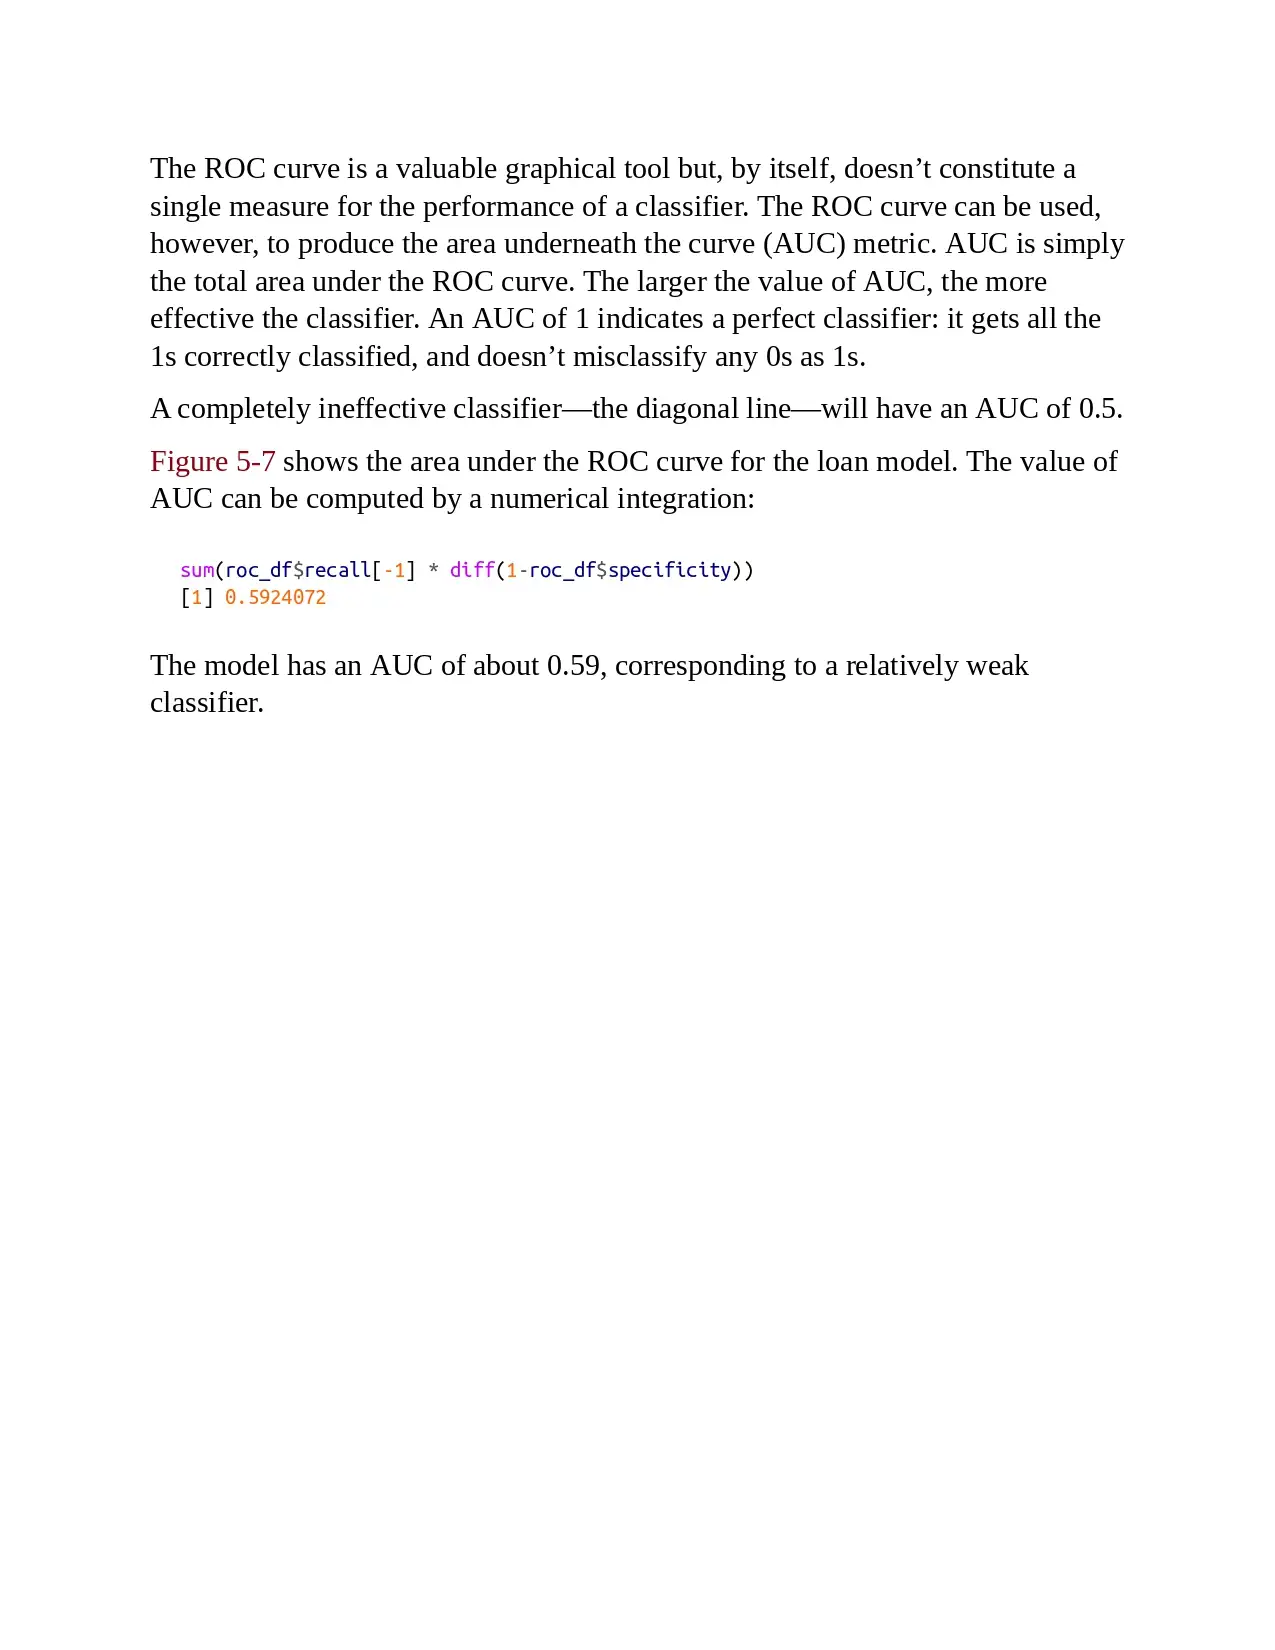 The ROC curve is a valuable graphical tool but, by itself, doesn’t constitute a
single measure for the performance of a classifier. The ROC curve can be used,
however, to produce the area underneath the curve (AUC) metric. AUC is simply
the total area under the ROC curve. The larger the value of AUC, the more
effective the classifier. An AUC of 1 indicates a perfect classifier: it gets all the
1s correctly classified, and doesn’t misclassify any 0s as 1s.
A completely ineffective classifier—the diagonal line—will have an AUC of 0.5.
Figure 5-7 shows the area under the ROC curve for the loan model. The value of
AUC can be computed by a numerical integration:
sum(roc_df$recall[-1] * diff(1-roc_df$specificity))
[1] 0.5924072
The model has an AUC of about 0.59, corresponding to a relatively weak
classifier.